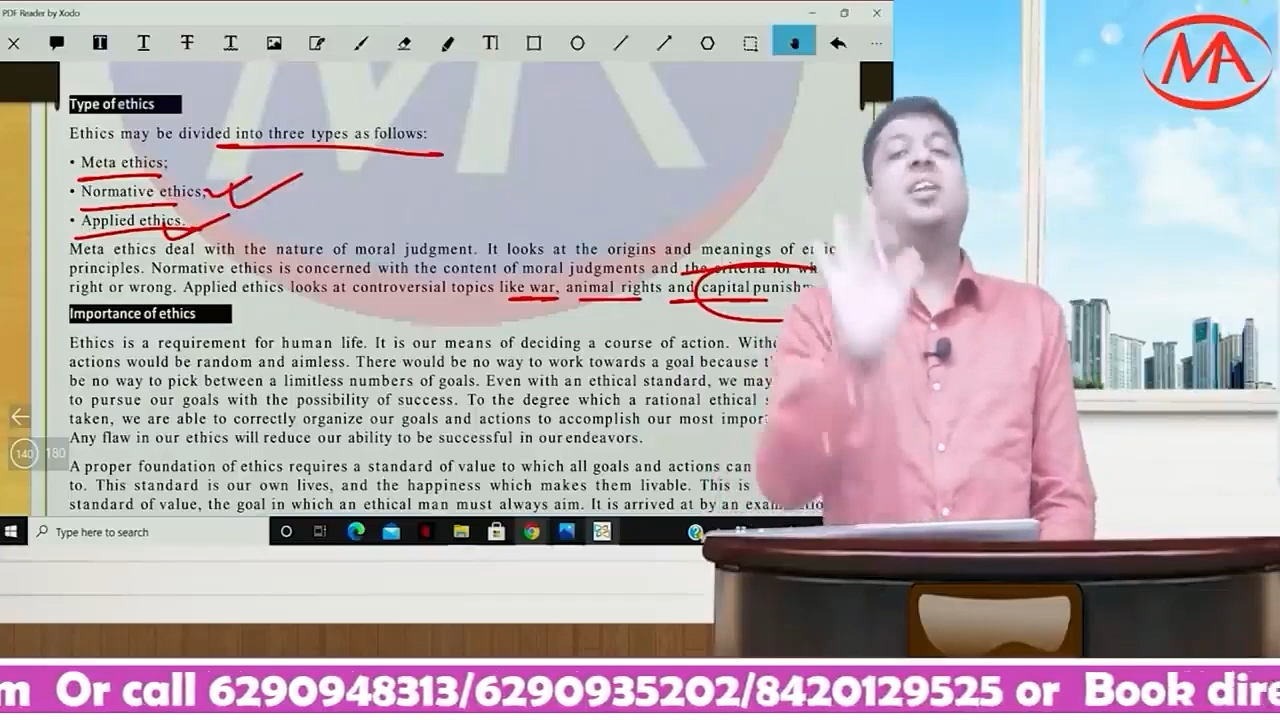 PDF Reader by Xodo
MA
Type of ethics
Ethics may be divided into three types as follows:
• Meta ethics;
• Normative ethics;
• Applied ethics.
Meta ethics deal with the nature of moral judgment. It looks at the origins and meanings of
principles. Normative ethics is concerned with the content of moral judgments and the criteria for
right or wrong. Applied ethics looks at controversial topics like war, animal rights and capital
Importance of ethics
Ethics is a requirement for human life. It is our means of deciding a course of action.
actions would be random and aimless. There would be no way to work towards a goal because
be no way to pick between a limitless numbers of goals. Even with an ethical standard, we may
to pursue our goals with the possibility of success. To the degree which a rational ethical
taken, we are able to correctly organize our goals and actions to accomplish our most
Any flaw in our ethics will reduce our ability to be successful in our endeavors.
140 180
A proper foundation of ethics requires a standard of value to which all goals and actions can
to. This standard is our own lives, and the happiness which makes them livable. This is
standard of value, the goal in which an ethical man must always aim. It is arrived at by an
Type here to search
m Or call 6290948313/6290935202/8420129525 or Book dire